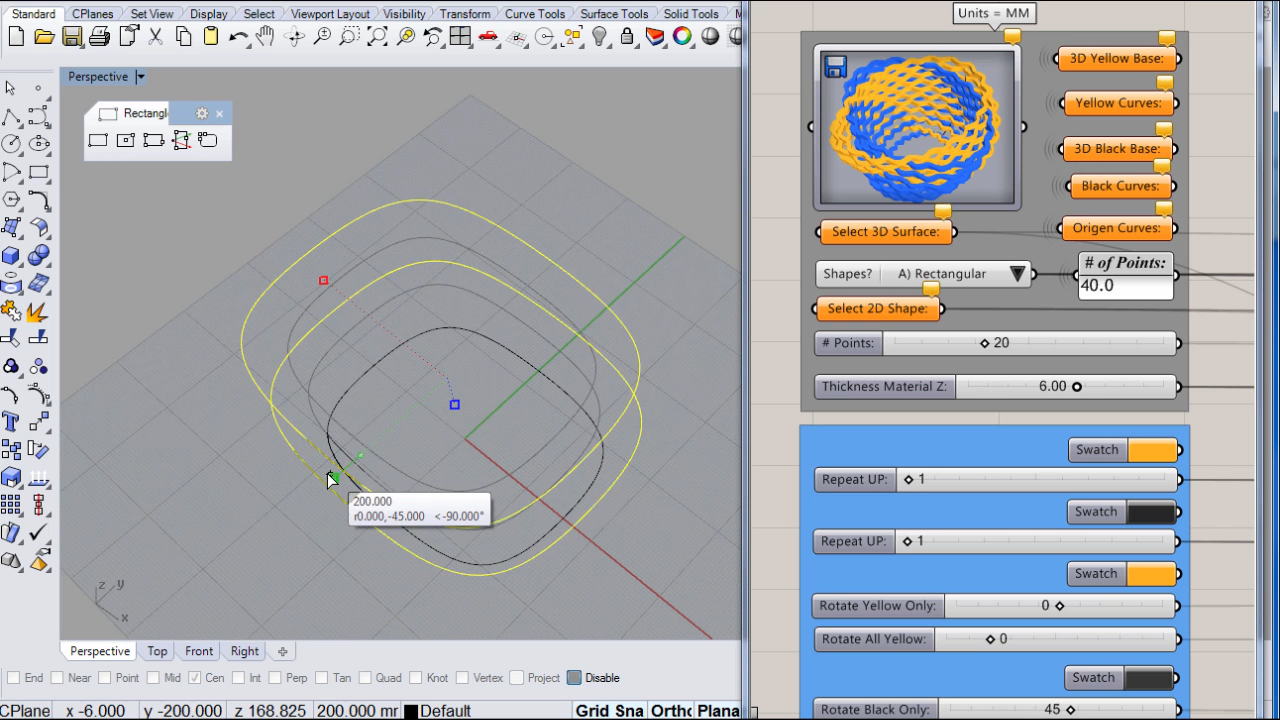 Standard CPlanes Set View Display Select Viewport Layout Visibility Transform Curve Tools Surface Tools Solid Tools M
Perspective
Rectangl
200.000
r0.000,-45.000 <-90.000°
z y
x
Perspective Top Front Right
End Near Point Mid Cen Int Perp Tan Quad Knot Vertex Project Disable
CPlane x -6.000 y -200.000 z 168.825 200.000 mr Default Grid Sna Ortho Plana
Units = MM
3D Yellow Base:
Yellow Curves:
3D Black Base:
Black Curves:
Select 3D Surface:
Origen Curves:
Shapes? A) Rectangular
# of Points:
40.0
Select 2D Shape:
# Points: 20
Thickness Material Z: 6.00
Swatch
Repeat UP: 1
Swatch
Repeat UP: 1
Swatch
Rotate Yellow Only: 0
Rotate All Yellow: 0
Swatch
Rotate Black Only: 45